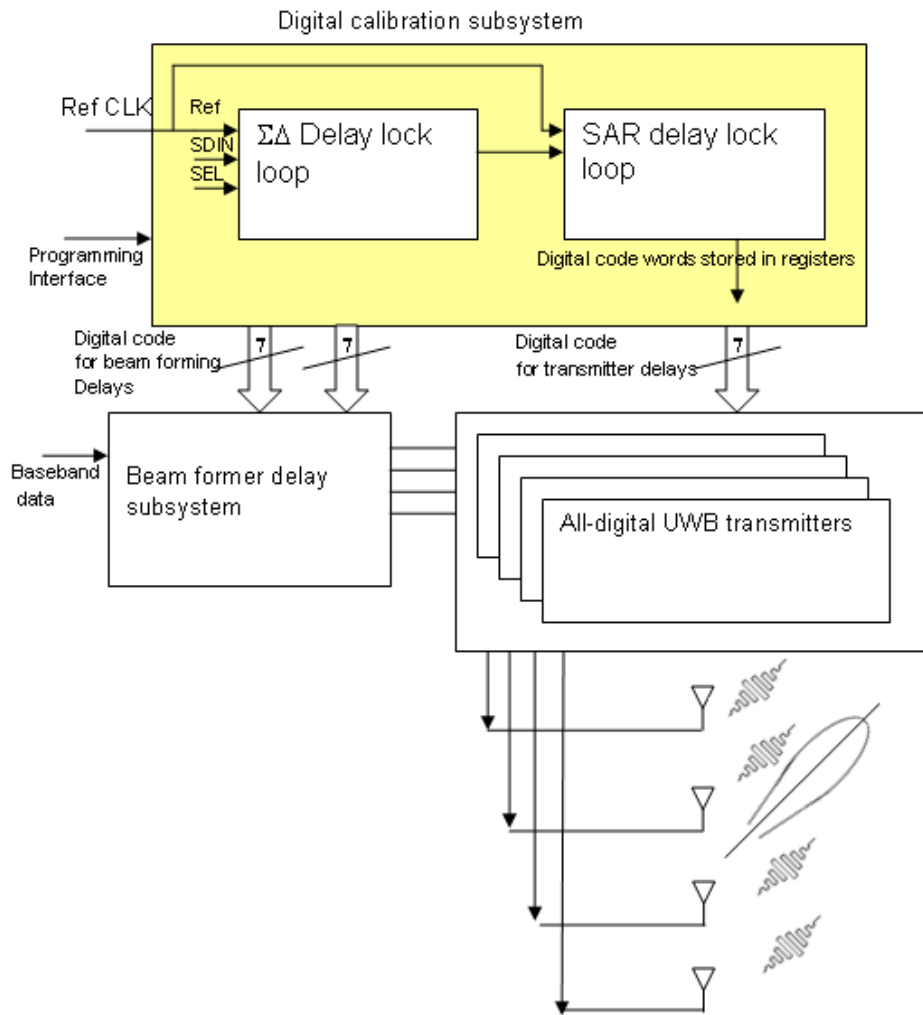 Digital calibration subsystem
Ref CLK
Ref
SDIN
SEL
ΣΔ Delay lock
loop
SAR delay lock
loop
Programming
Interface
Digital code words stored in registers
Digital code
for beam forming
Delays
7
7
Digital code
for transmitter delays
7
Baseband
data
Beam former delay
subsystem
All-digital UWB transmitters